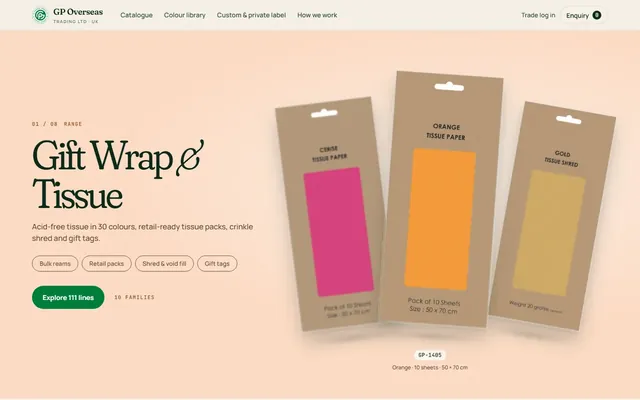 GP Overseas
TRADING LTD · UK
Catalogue
Colour library
Custom & private label
How we work
Trade log in
Enquiry 0
01 / 08 RANGE
Gift Wrap &
Tissue
Acid-free tissue in 30 colours, retail-ready tissue packs, crinkle
shred and gift tags.
Bulk reams
Retail packs
Shred & void fill
Gift tags
Explore 111 lines
10 FAMILIES
CERISE
TISSUE PAPER
Pack of 10 Sheets
Size : 50 x 70 cm
ORANGE
TISSUE PAPER
Pack of 10 Sheets
Size : 50 x 70 cm
GOLD
TISSUE SHRED
Weight 20 grams
GP-1405
Orange · 10 sheets · 50 × 70 cm